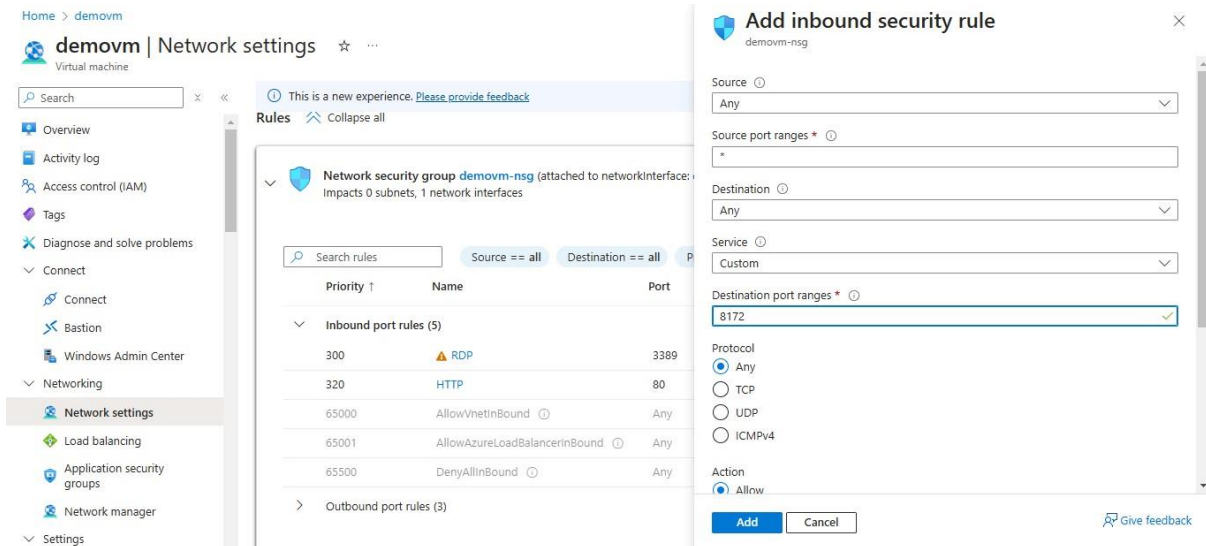 Home > demovm
demovm | Network settings
Virtual machine
Search
Overview
Activity log
Access control (IAM)
Tags
Diagnose and solve problems
Connect
Connect
Bastion
Windows Admin Center
Networking
Network settings
Load balancing
Application security
groups
Network manager
Settings
This is a new experience. Please provide feedback
Rules Collapse all
Network security group demovm-nsg (attached to networkInterface:
Impacts 0 subnets, 1 network interfaces
Search rules Source == all Destination == all P
Priority ↑ Name Port
Inbound port rules (5)
300 RDP 3389
320 HTTP 80
65000 AllowVnetInBound Any
65001 AllowAzureLoadBalancerInBound Any
65500 DenyAllInBound Any
Outbound port rules (3)
Add inbound security rule
demovm-nsg
Source
Any
Source port ranges *
*
Destination
Any
Service
Custom
Destination port ranges *
8172
Protocol
Any
TCP
UDP
ICMPv4
Action
Allow
Add Cancel Give feedback